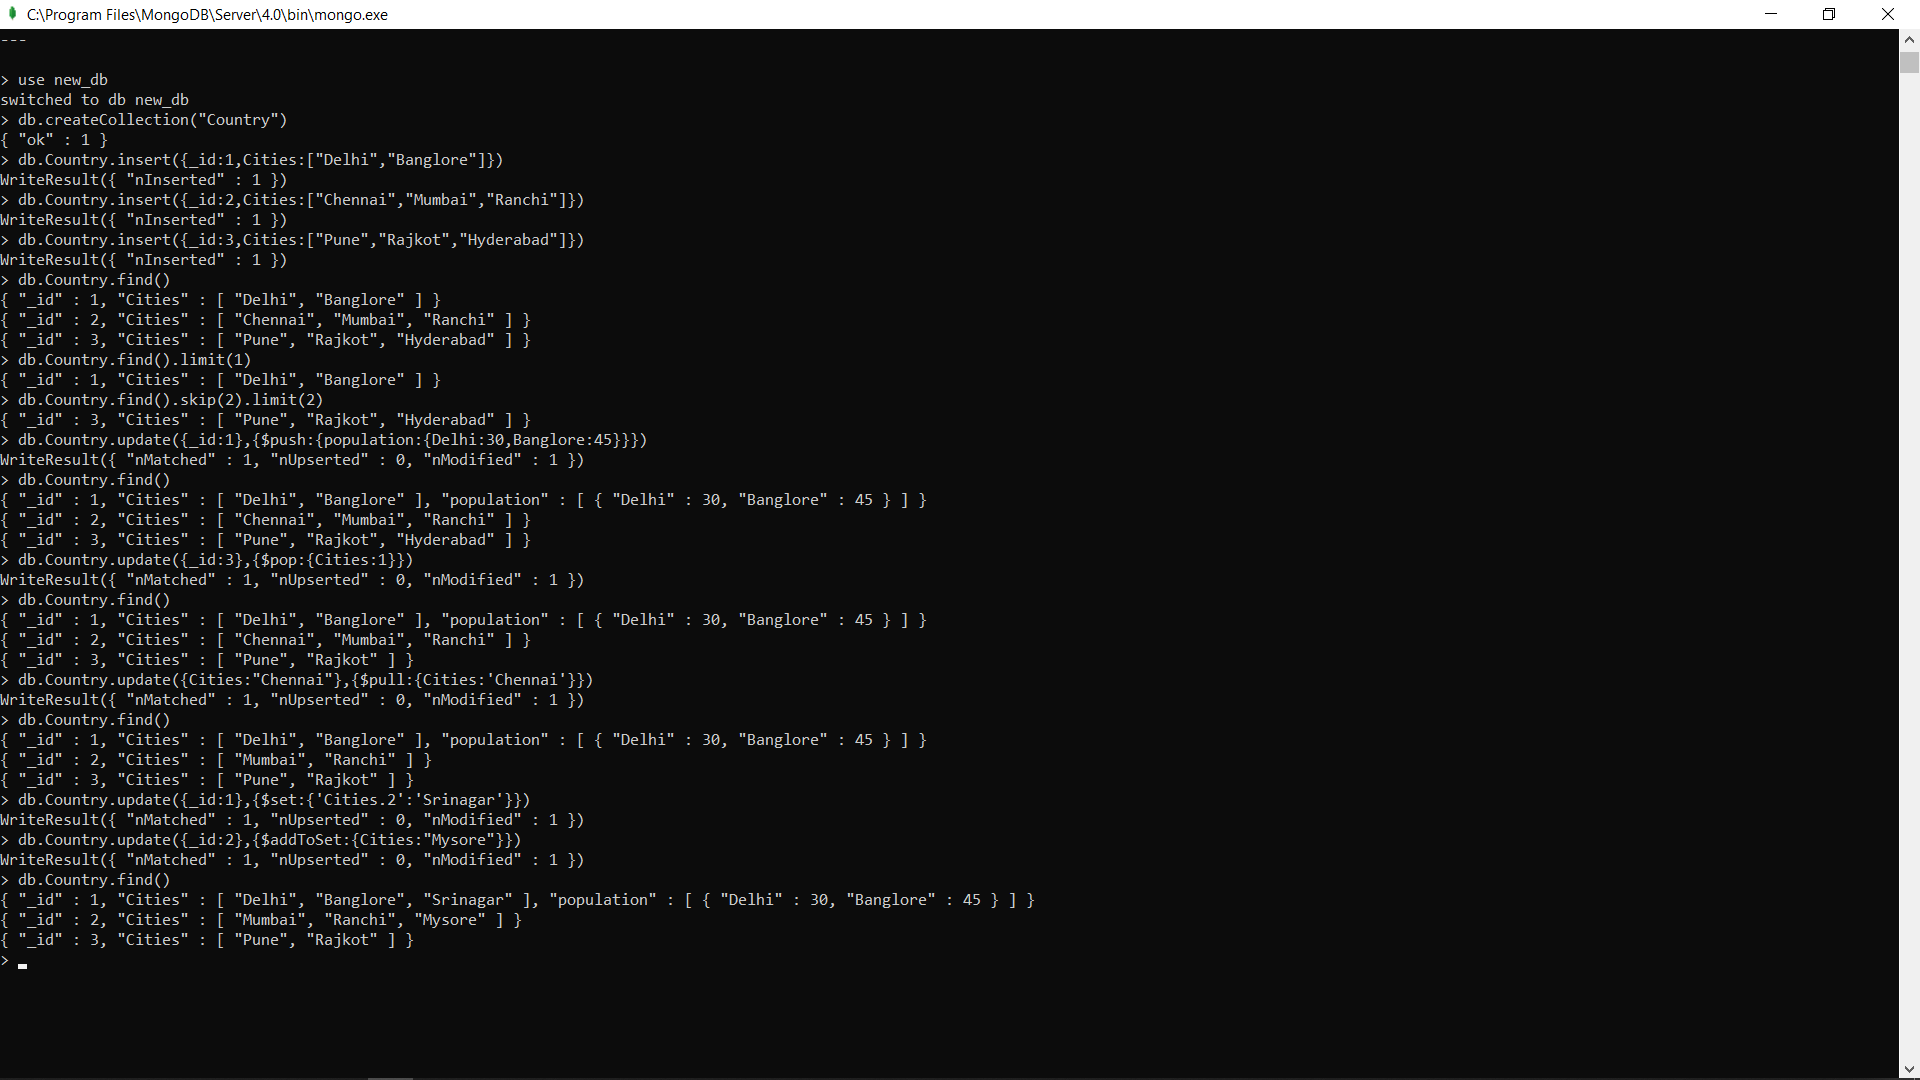 C:\Program Files\MongoDB\Server\4.0\bin\mongo.exe
---
> use new_db
switched to db new_db
> db.createCollection("Country")
{ "ok" : 1 }
> db.Country.insert({_id:1,Cities:["Delhi","Banglore"]})
WriteResult({ "nInserted" : 1 })
> db.Country.insert({_id:2,Cities:["Chennai","Mumbai","Ranchi"]})
WriteResult({ "nInserted" : 1 })
> db.Country.insert({_id:3,Cities:["Pune","Rajkot","Hyderabad"]})
WriteResult({ "nInserted" : 1 })
> db.Country.find()
{ "_id" : 1, "Cities" : [ "Delhi", "Banglore" ] }
{ "_id" : 2, "Cities" : [ "Chennai", "Mumbai", "Ranchi" ] }
{ "_id" : 3, "Cities" : [ "Pune", "Rajkot", "Hyderabad" ] }
> db.Country.find().limit(1)
{ "_id" : 1, "Cities" : [ "Delhi", "Banglore" ] }
> db.Country.find().skip(2).limit(2)
{ "_id" : 3, "Cities" : [ "Pune", "Rajkot", "Hyderabad" ] }
> db.Country.update({_id:1},{$push:{population:{Delhi:30,Banglore:45}}})
WriteResult({ "nMatched" : 1, "nUpserted" : 0, "nModified" : 1 })
> db.Country.find()
{ "_id" : 1, "Cities" : [ "Delhi", "Banglore" ], "population" : [ { "Delhi" : 30, "Banglore" : 45 } ] }
{ "_id" : 2, "Cities" : [ "Chennai", "Mumbai", "Ranchi" ] }
{ "_id" : 3, "Cities" : [ "Pune", "Rajkot", "Hyderabad" ] }
> db.Country.update({_id:3},{$pop:{Cities:1}})
WriteResult({ "nMatched" : 1, "nUpserted" : 0, "nModified" : 1 })
> db.Country.find()
{ "_id" : 1, "Cities" : [ "Delhi", "Banglore" ], "population" : [ { "Delhi" : 30, "Banglore" : 45 } ] }
{ "_id" : 2, "Cities" : [ "Chennai", "Mumbai", "Ranchi" ] }
{ "_id" : 3, "Cities" : [ "Pune", "Rajkot" ] }
> db.Country.update({Cities:"Chennai"},{$pull:{Cities:'Chennai'}})
WriteResult({ "nMatched" : 1, "nUpserted" : 0, "nModified" : 1 })
> db.Country.find()
{ "_id" : 1, "Cities" : [ "Delhi", "Banglore" ], "population" : [ { "Delhi" : 30, "Banglore" : 45 } ] }
{ "_id" : 2, "Cities" : [ "Mumbai", "Ranchi" ] }
{ "_id" : 3, "Cities" : [ "Pune", "Rajkot" ] }
> db.Country.update({_id:1},{$set:{'Cities.2':'Srinagar'}})
WriteResult({ "nMatched" : 1, "nUpserted" : 0, "nModified" : 1 })
> db.Country.update({_id:2},{$addToSet:{Cities:"Mysore"}})
WriteResult({ "nMatched" : 1, "nUpserted" : 0, "nModified" : 1 })
> db.Country.find()
{ "_id" : 1, "Cities" : [ "Delhi", "Banglore", "Srinagar" ], "population" : [ { "Delhi" : 30, "Banglore" : 45 } ] }
{ "_id" : 2, "Cities" : [ "Mumbai", "Ranchi", "Mysore" ] }
{ "_id" : 3, "Cities" : [ "Pune", "Rajkot" ] }
>